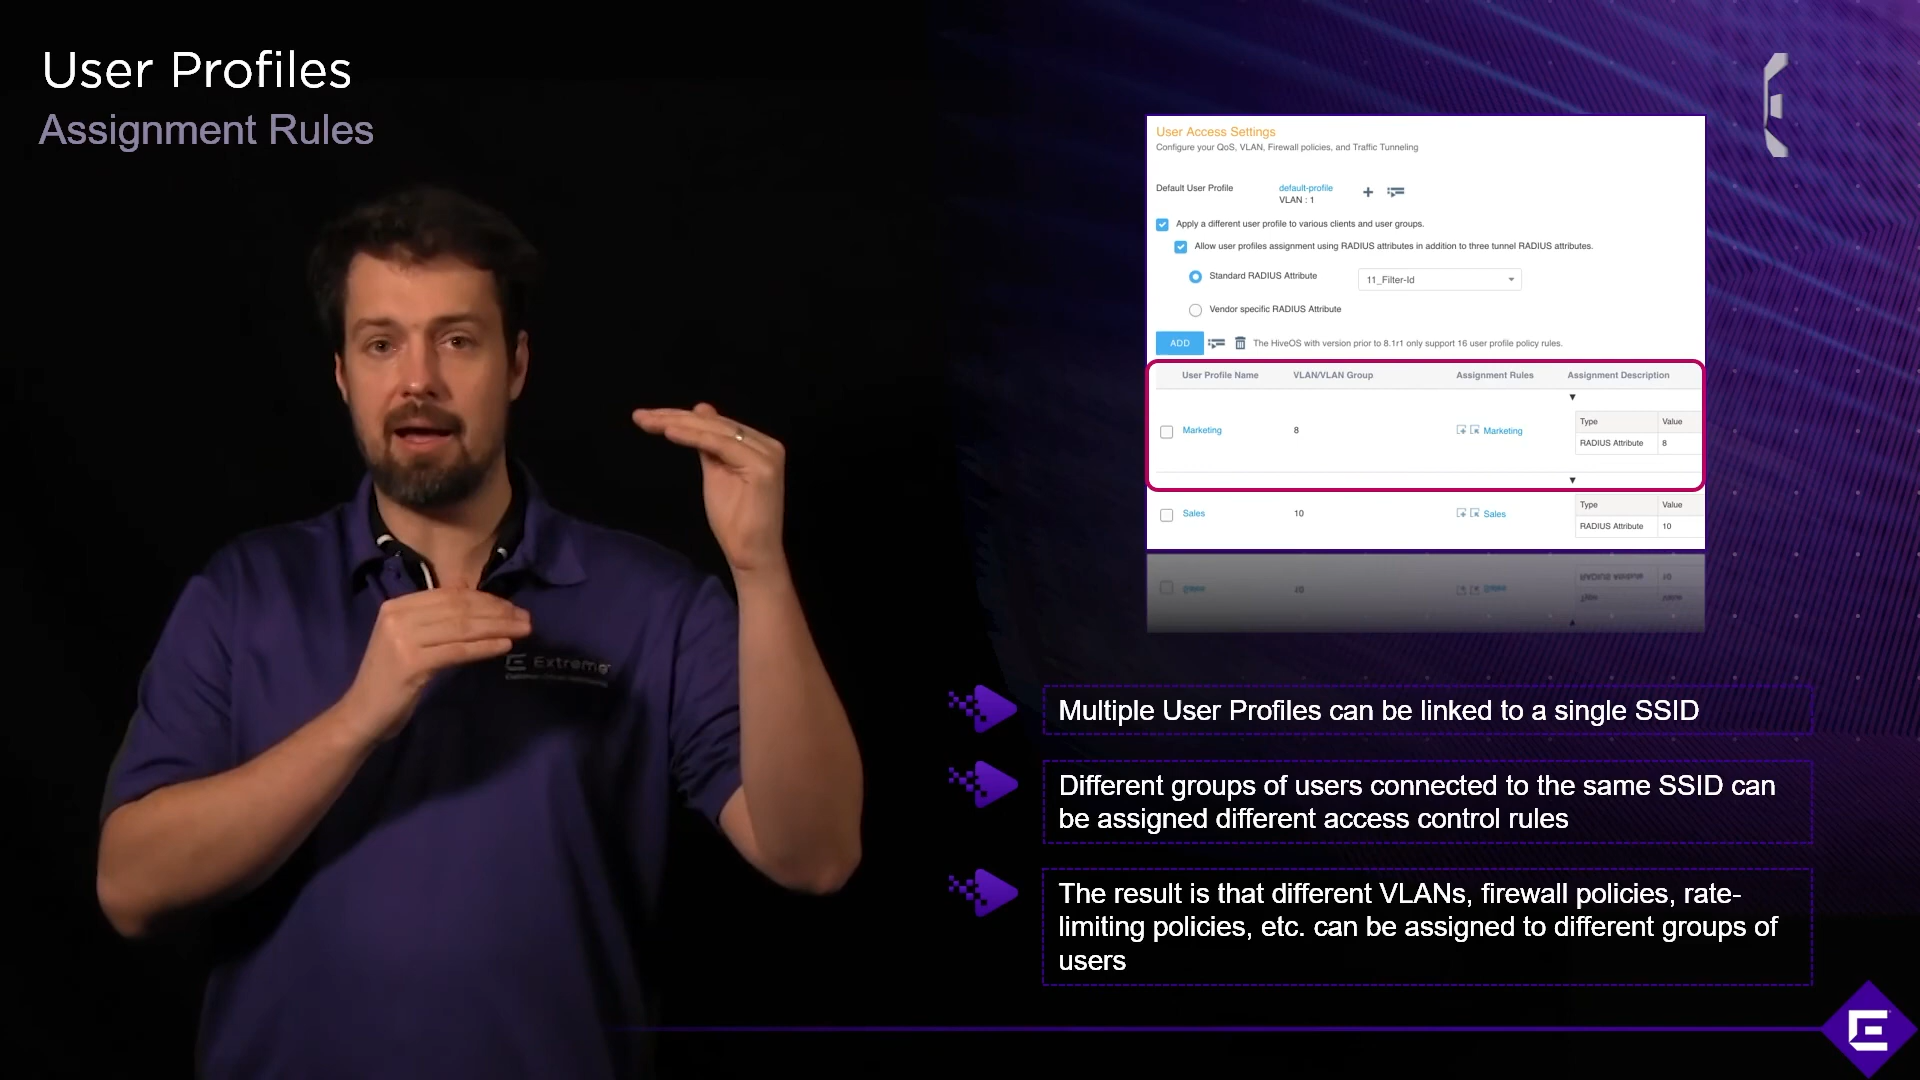 User Profiles
Assignment Rules
User Access Settings
Configure your QoS, VLAN, Firewall policies, and Traffic Tunneling
Default User Profile
default-profile
VLAN : 1
Apply a different user profile to various clients and user groups.
Allow user profiles assignment using RADIUS attributes in addition to three tunnel RADIUS attributes.
Standard RADIUS Attribute
11_Filter-Id
Vendor specific RADIUS Attribute
ADD
The HiveOS with version prior to 8.1r1 only support 16 user profile policy rules.
User Profile Name VLAN/VLAN Group Assignment Rules Assignment Description
Type Value
Marketing 8 Marketing
RADIUS Attribute 8
Type Value
Sales 10 Sales
RADIUS Attribute 10
Extreme
Multiple User Profiles can be linked to a single SSID
Different groups of users connected to the same SSID can
be assigned different access control rules
The result is that different VLANs, firewall policies, rate-
limiting policies, etc. can be assigned to different groups of
users